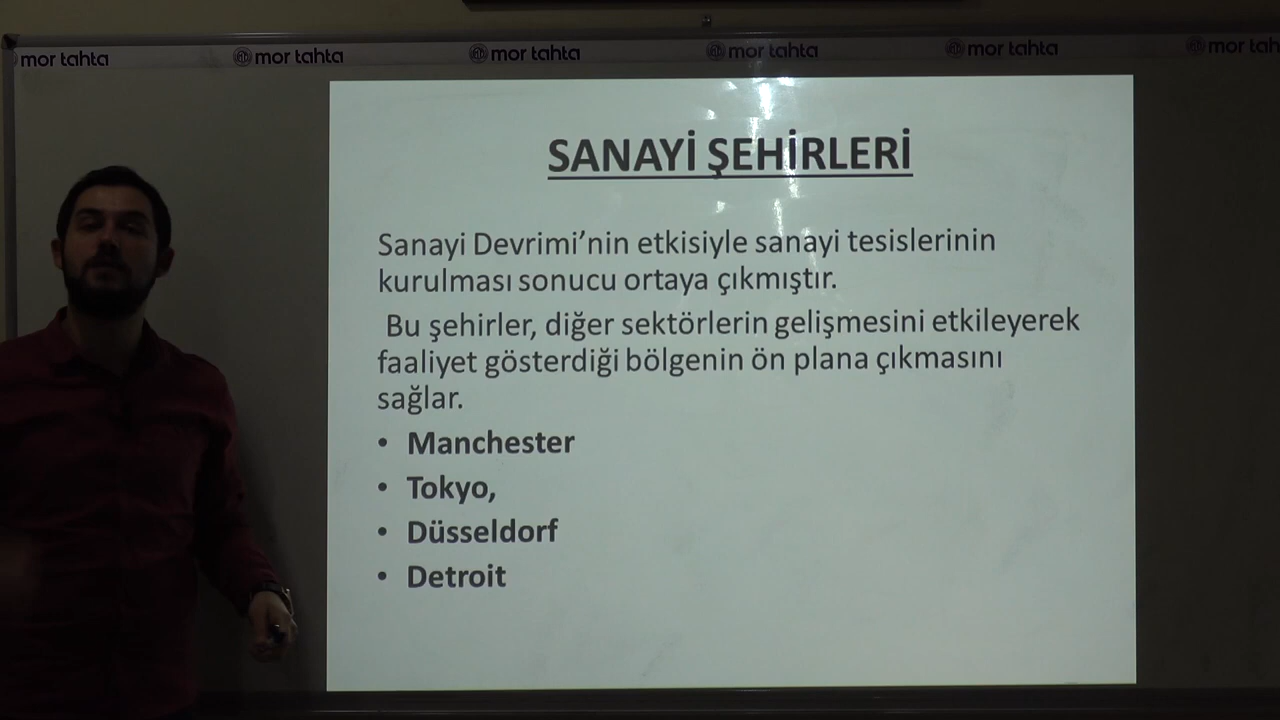 mor tahta mor tahta mor tahta mor tahta mor tahta mor tah
SANAYİ ŞEHİRLERİ
Sanayi Devrimi’nin etkisiyle sanayi tesislerinin
kurulması sonucu ortaya çıkmıştır.
Bu şehirler, diğer sektörlerin gelişmesini etkileyerek
faaliyet gösterdiği bölgenin ön plana çıkmasını
sağlar.
• Manchester
• Tokyo,
• Düsseldorf
• Detroit